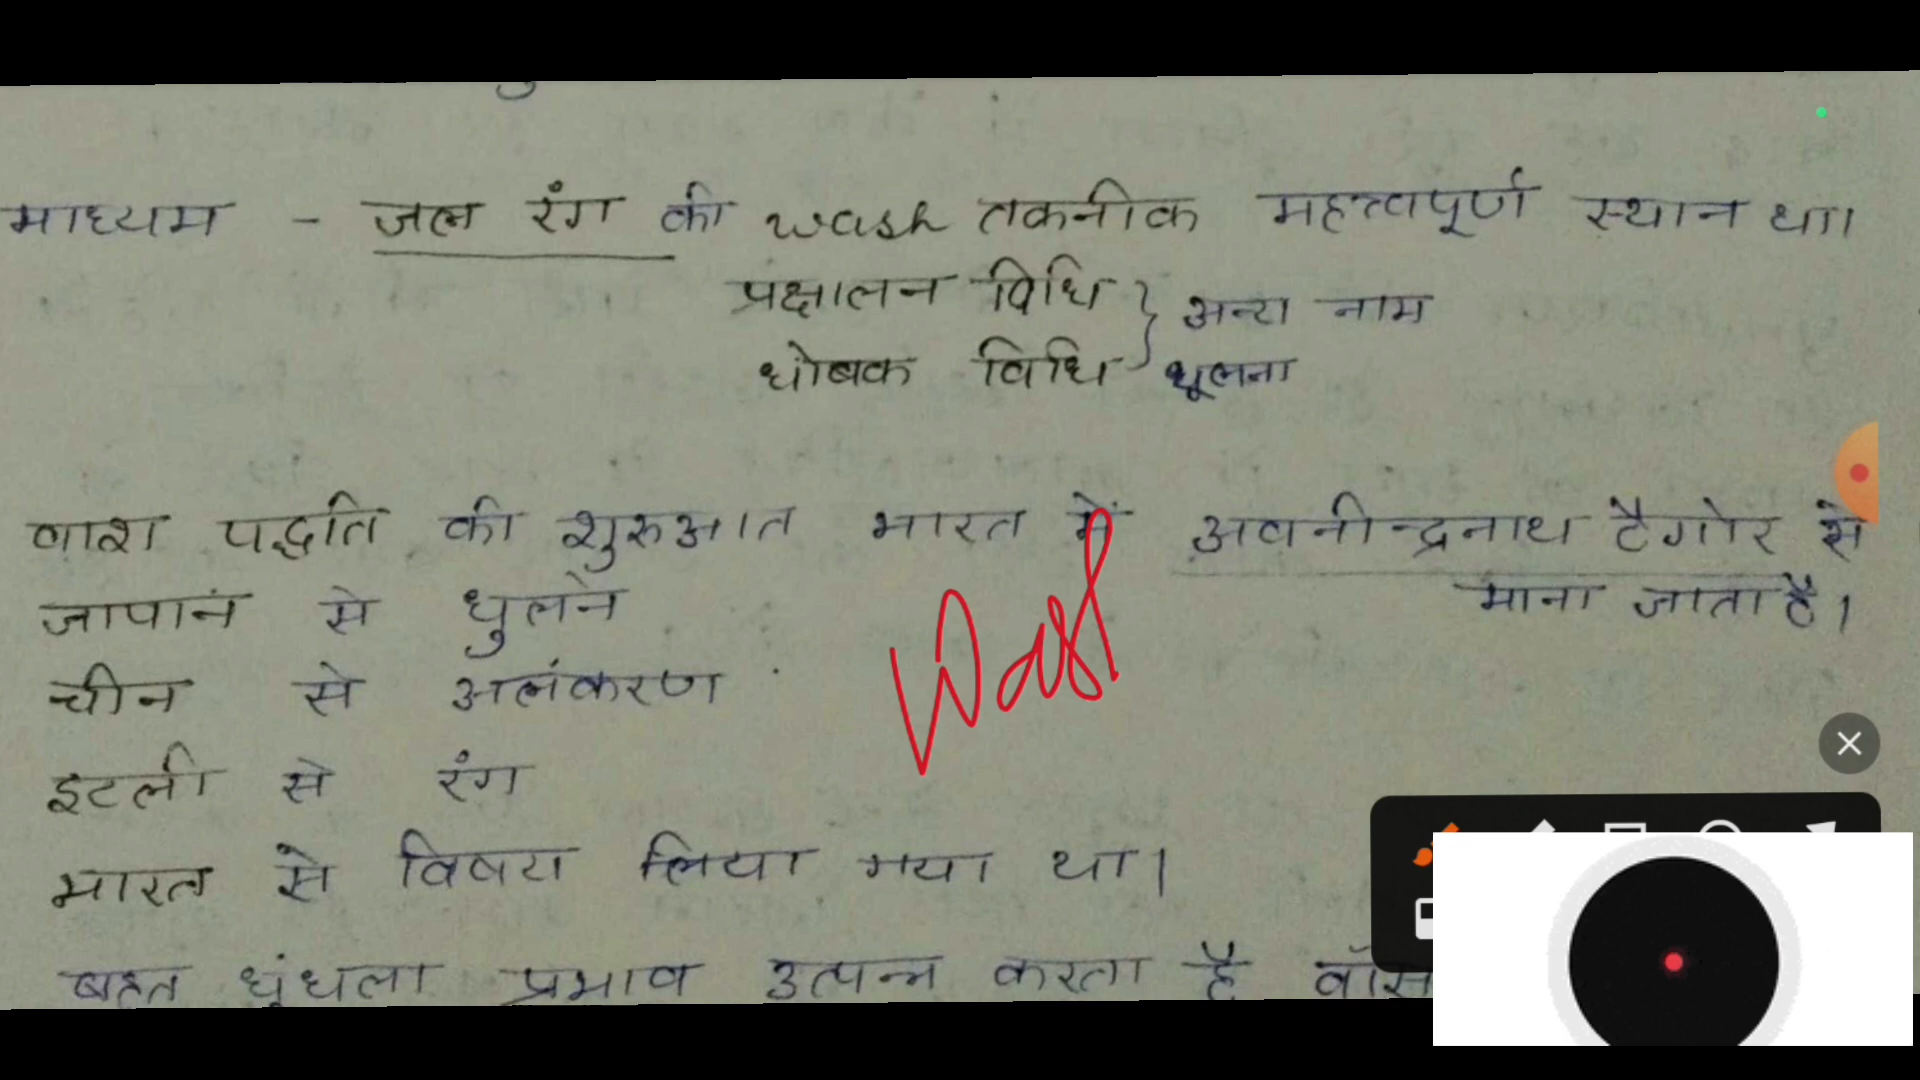 माध्यम - जल रंग की wash तकनीक महत्त्वपूर्ण स्थान था।
प्रक्षालन विधि } अन्य नाम
धोबक विधि धूलना
वाश पद्धति की शुरुआत भारत में अवनीन्द्रनाथ टैगोर से
माना जाता है।
जापान से धुलने
चीन से अलंकरण
Wash
इटली से रंग
भारत से विषय लिया गया था।
बहुत धुंधला प्रभाव उत्पन्न करता है